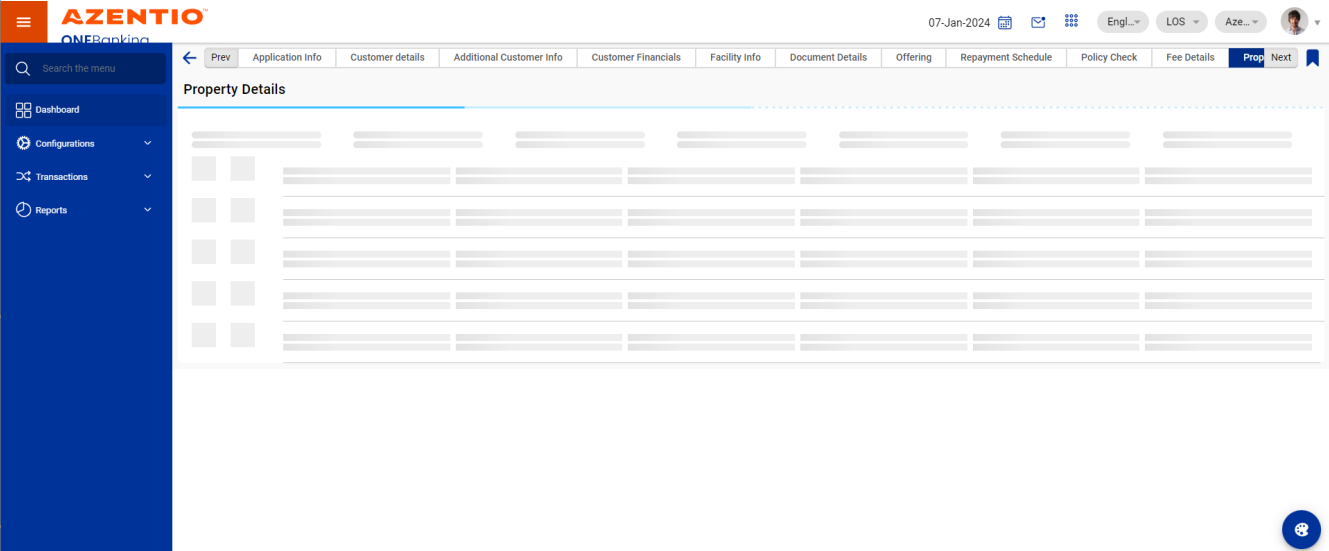 AZENTIO™
ONEBanking
07-Jan-2024
Engl...
LOS
Aze...
Search the menu
Dashboard
Configurations
Transactions
Reports
Prev
Application Info
Customer details
Additional Customer Info
Customer Financials
Facility Info
Document Details
Offering
Repayment Schedule
Policy Check
Fee Details
Prop
Next
Property Details